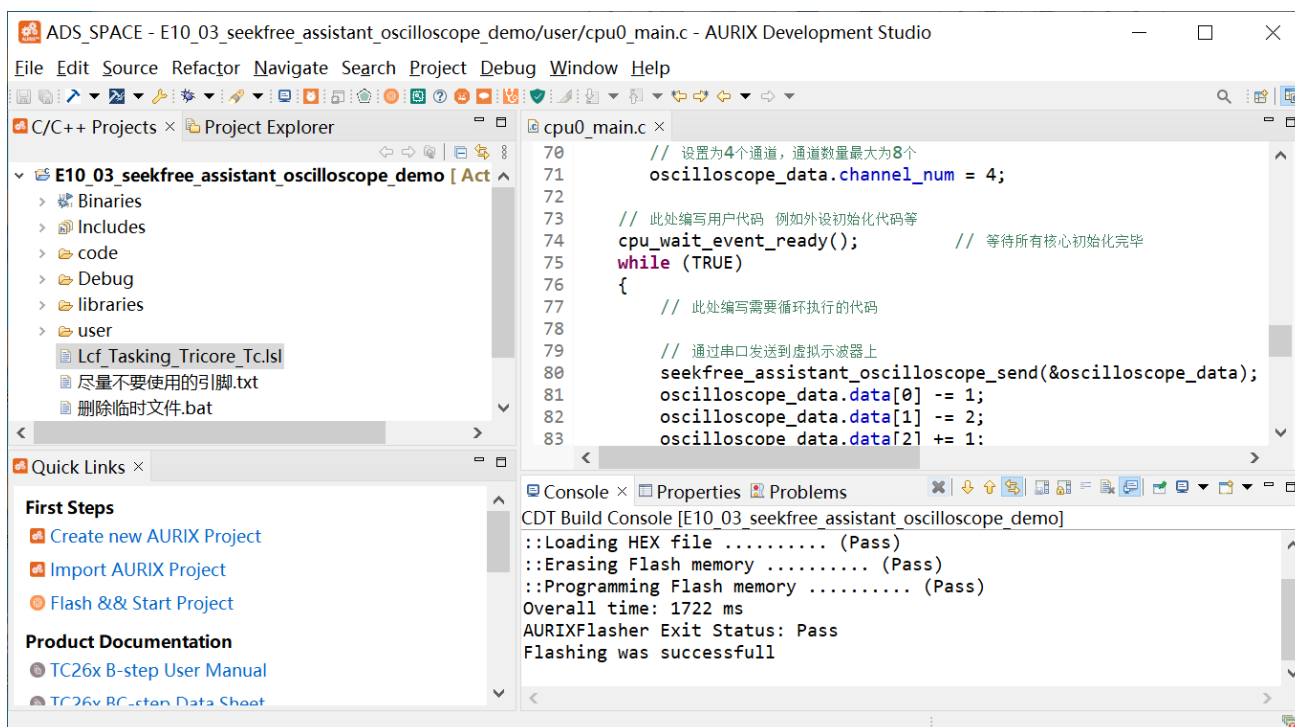 ADS_SPACE - E10_03_seekfree_assistant_oscilloscope_demo/user/cpu0_main.c - AURIX Development Studio
File Edit Source Refactor Navigate Search Project Debug Window Help
C/C++ Projects
Project Explorer
E10_03_seekfree_assistant_oscilloscope_demo [ Act
Binaries
Includes
code
Debug
libraries
user
Lcf_Tasking_Tricore_Tc.lsl
尽量不要使用的引脚.txt
删除临时文件.bat
cpu0_main.c
70 // 设置为4个通道，通道数量最大为8个
71 oscilloscope_data.channel_num = 4;
72
73 // 此处编写用户代码 例如外设初始化代码等
74 cpu_wait_event_ready(); // 等待所有核心初始化完毕
75 while (TRUE)
76 {
77 // 此处编写需要循环执行的代码
78
79 // 通过串口发送到虚拟示波器上
80 seekfree_assistant_oscilloscope_send(&oscilloscope_data);
81 oscilloscope_data.data[0] -= 1;
82 oscilloscope_data.data[1] -= 2;
83 oscilloscope_data.data[2] += 1;
Quick Links
First Steps
Create new AURIX Project
Import AURIX Project
Flash && Start Project
Product Documentation
TC26x B-step User Manual
TC26x BC-step Data Sheet
Console
Properties
Problems
CDT Build Console [E10_03_seekfree_assistant_oscilloscope_demo]
::Loading HEX file .......... (Pass)
::Erasing Flash memory .......... (Pass)
::Programming Flash memory .......... (Pass)
Overall time: 1722 ms
AURIXFlasher Exit Status: Pass
Flashing was successfull